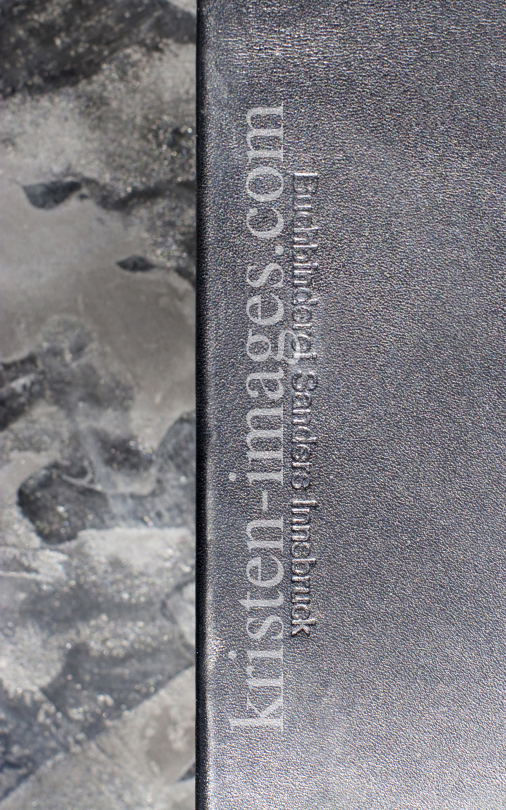 kristen-images.com
Buchbinderei Sanders Innsbruck